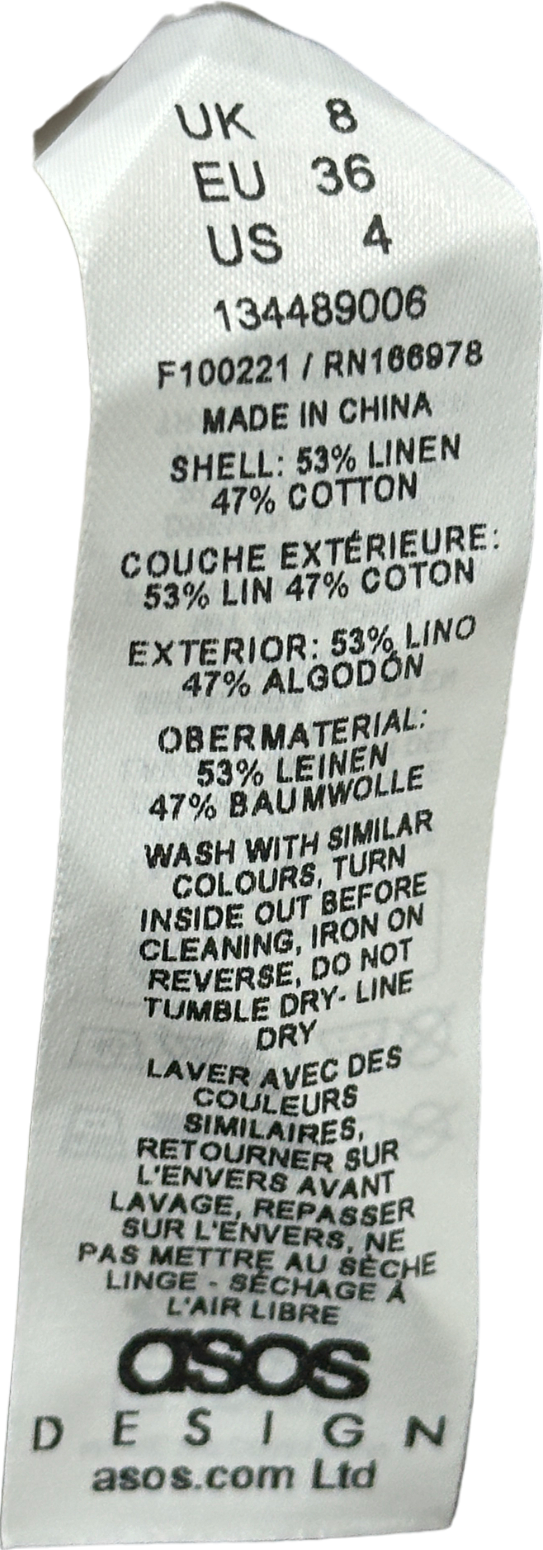 UK 8
EU 36
US 4
134489006
F100221 / RN166978
MADE IN CHINA
SHELL: 53% LINEN
47% COTTON
COUCHE EXTÉRIEURE:
53% LIN 47% COTON
EXTERIOR: 53% LINO
47% ALGODÓN
OBERMATERIAL:
53% LEINEN
47% BAUMWOLLE
WASH WITH SIMILAR
COLOURS, TURN
INSIDE OUT BEFORE
CLEANING, IRON ON
REVERSE, DO NOT
TUMBLE DRY- LINE
DRY
LAVER AVEC DES
COULEURS
SIMILAIRES,
RETOURNER SUR
L'ENVERS AVANT
LAVAGE, REPASSER
SUR L'ENVERS, NE
PAS METTRE AU SÈCHE
LINGE - SÉCHAGE À
L'AIR LIBRE
asos
DESIGN
asos.com Ltd